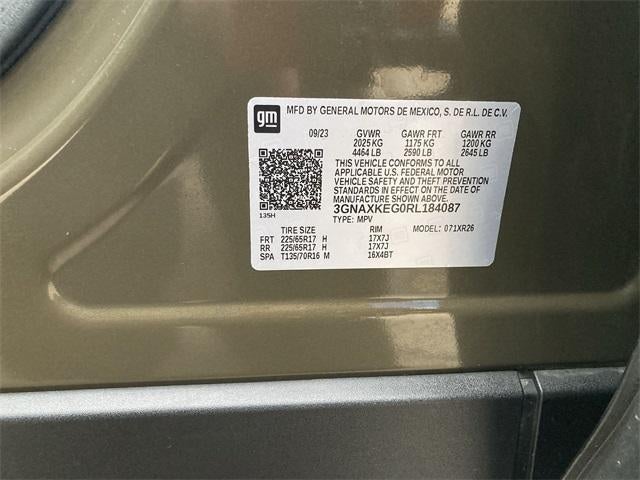 gm MFD BY GENERAL MOTORS DE MEXICO, S. DE R.L. DE C.V.
09/23 GVWR GAWR FRT GAWR RR
2025 KG 1175 KG 1200 KG
4464 LB 2590 LB 2645 LB
THIS VEHICLE CONFORMS TO ALL
APPLICABLE U.S. FEDERAL MOTOR
VEHICLE SAFETY AND THEFT PREVENTION
STANDARDS IN EFFECT ON THE DATE OF
MANUFACTURE SHOWN ABOVE.
3GNAXKEG0RL184087
135H
TYPE: MPV MODEL: 071XR26
TIRE SIZE RIM
FRT 225/65R17 H 17X7J
RR 225/65R17 H 17X7J
SPA T135/70R16 M 16X4BT